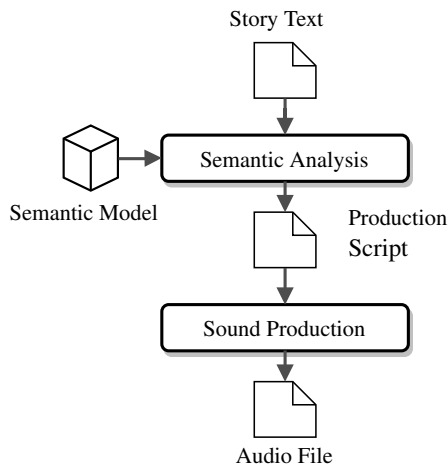 Story Text
Semantic Analysis
Semantic Model
Production
Script
Sound Production
Audio File